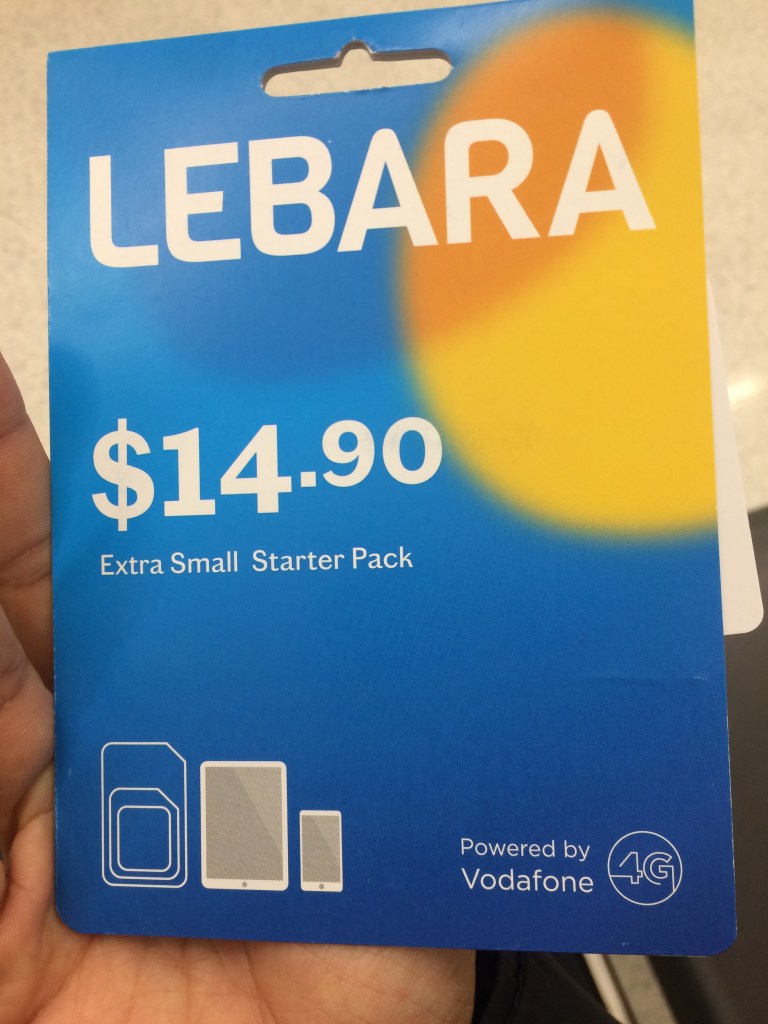 LEBARA
$14.90
Extra Small Starter Pack
Powered by
Vodafone
4G